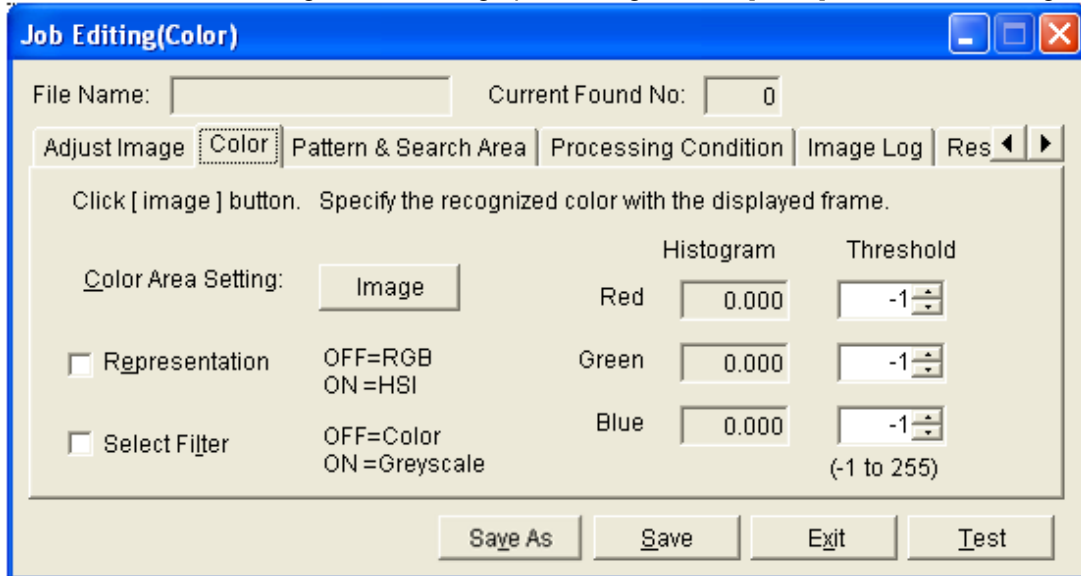 Job Editing(Color)
File Name: Current Found No: 0
Adjust Image Color Pattern & Search Area Processing Condition Image Log Res
Click [ image ] button. Specify the recognized color with the displayed frame.
Histogram Threshold
Color Area Setting: Image Red 0.000 -1
Representation OFF=RGB Green 0.000 -1
ON =HSI
Select Filter OFF=Color Blue 0.000 -1
ON =Greyscale (-1 to 255)
Save As Save Exit Test